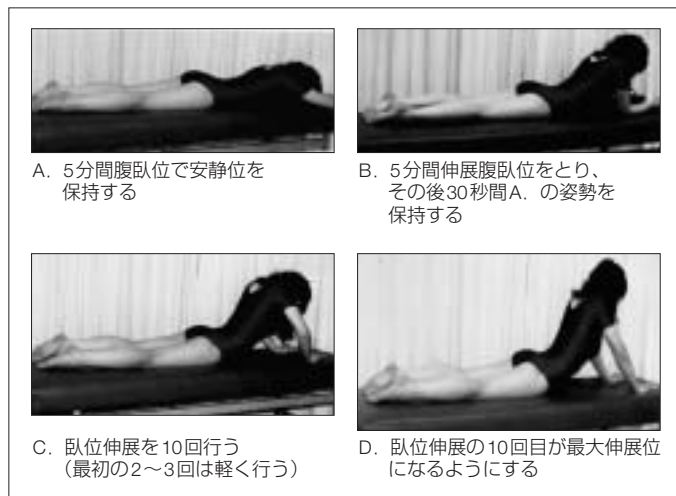 A. 5分間腹臥位で安静位を
保持する
B. 5分間伸展腹臥位をとり、
その後30秒間A. の姿勢を
保持する
C. 臥位伸展を10回行う
(最初の2〜3回は軽く行う)
D. 臥位伸展の10回目が最大伸展位
になるようにする